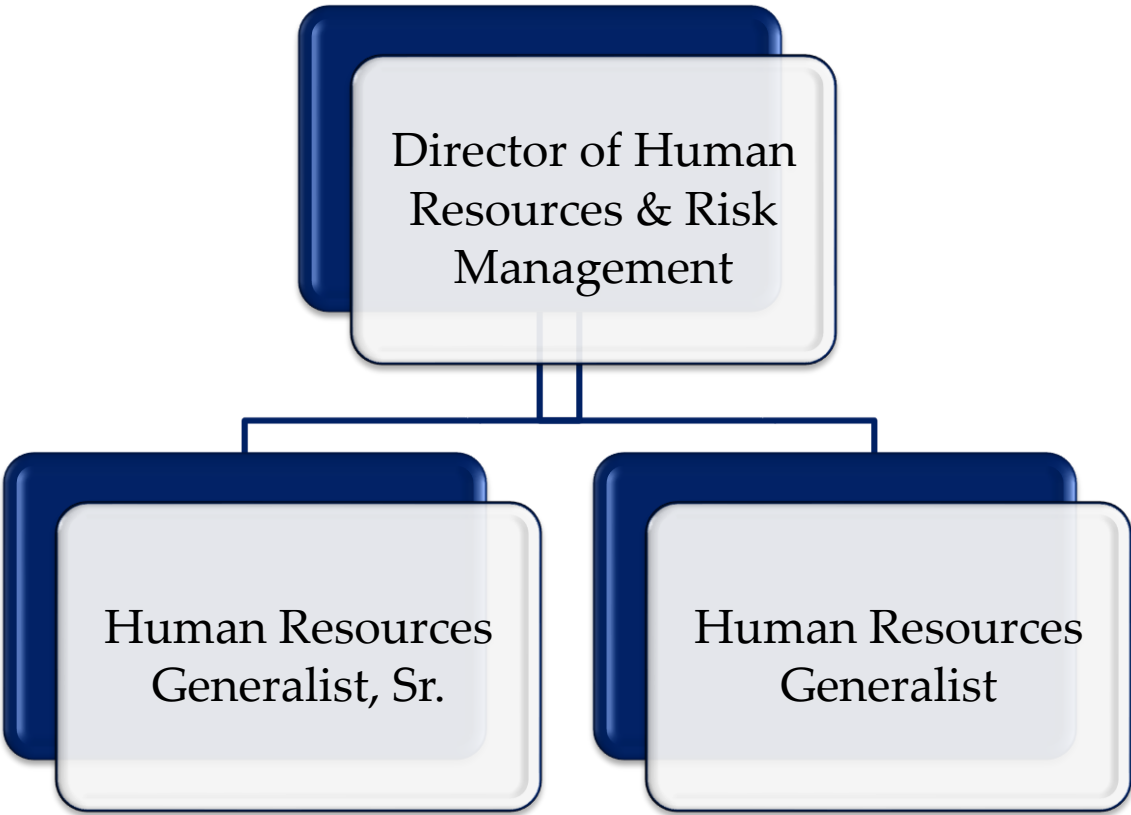 Director of Human
Resources & Risk
Management
Human Resources
Generalist, Sr.
Human Resources
Generalist